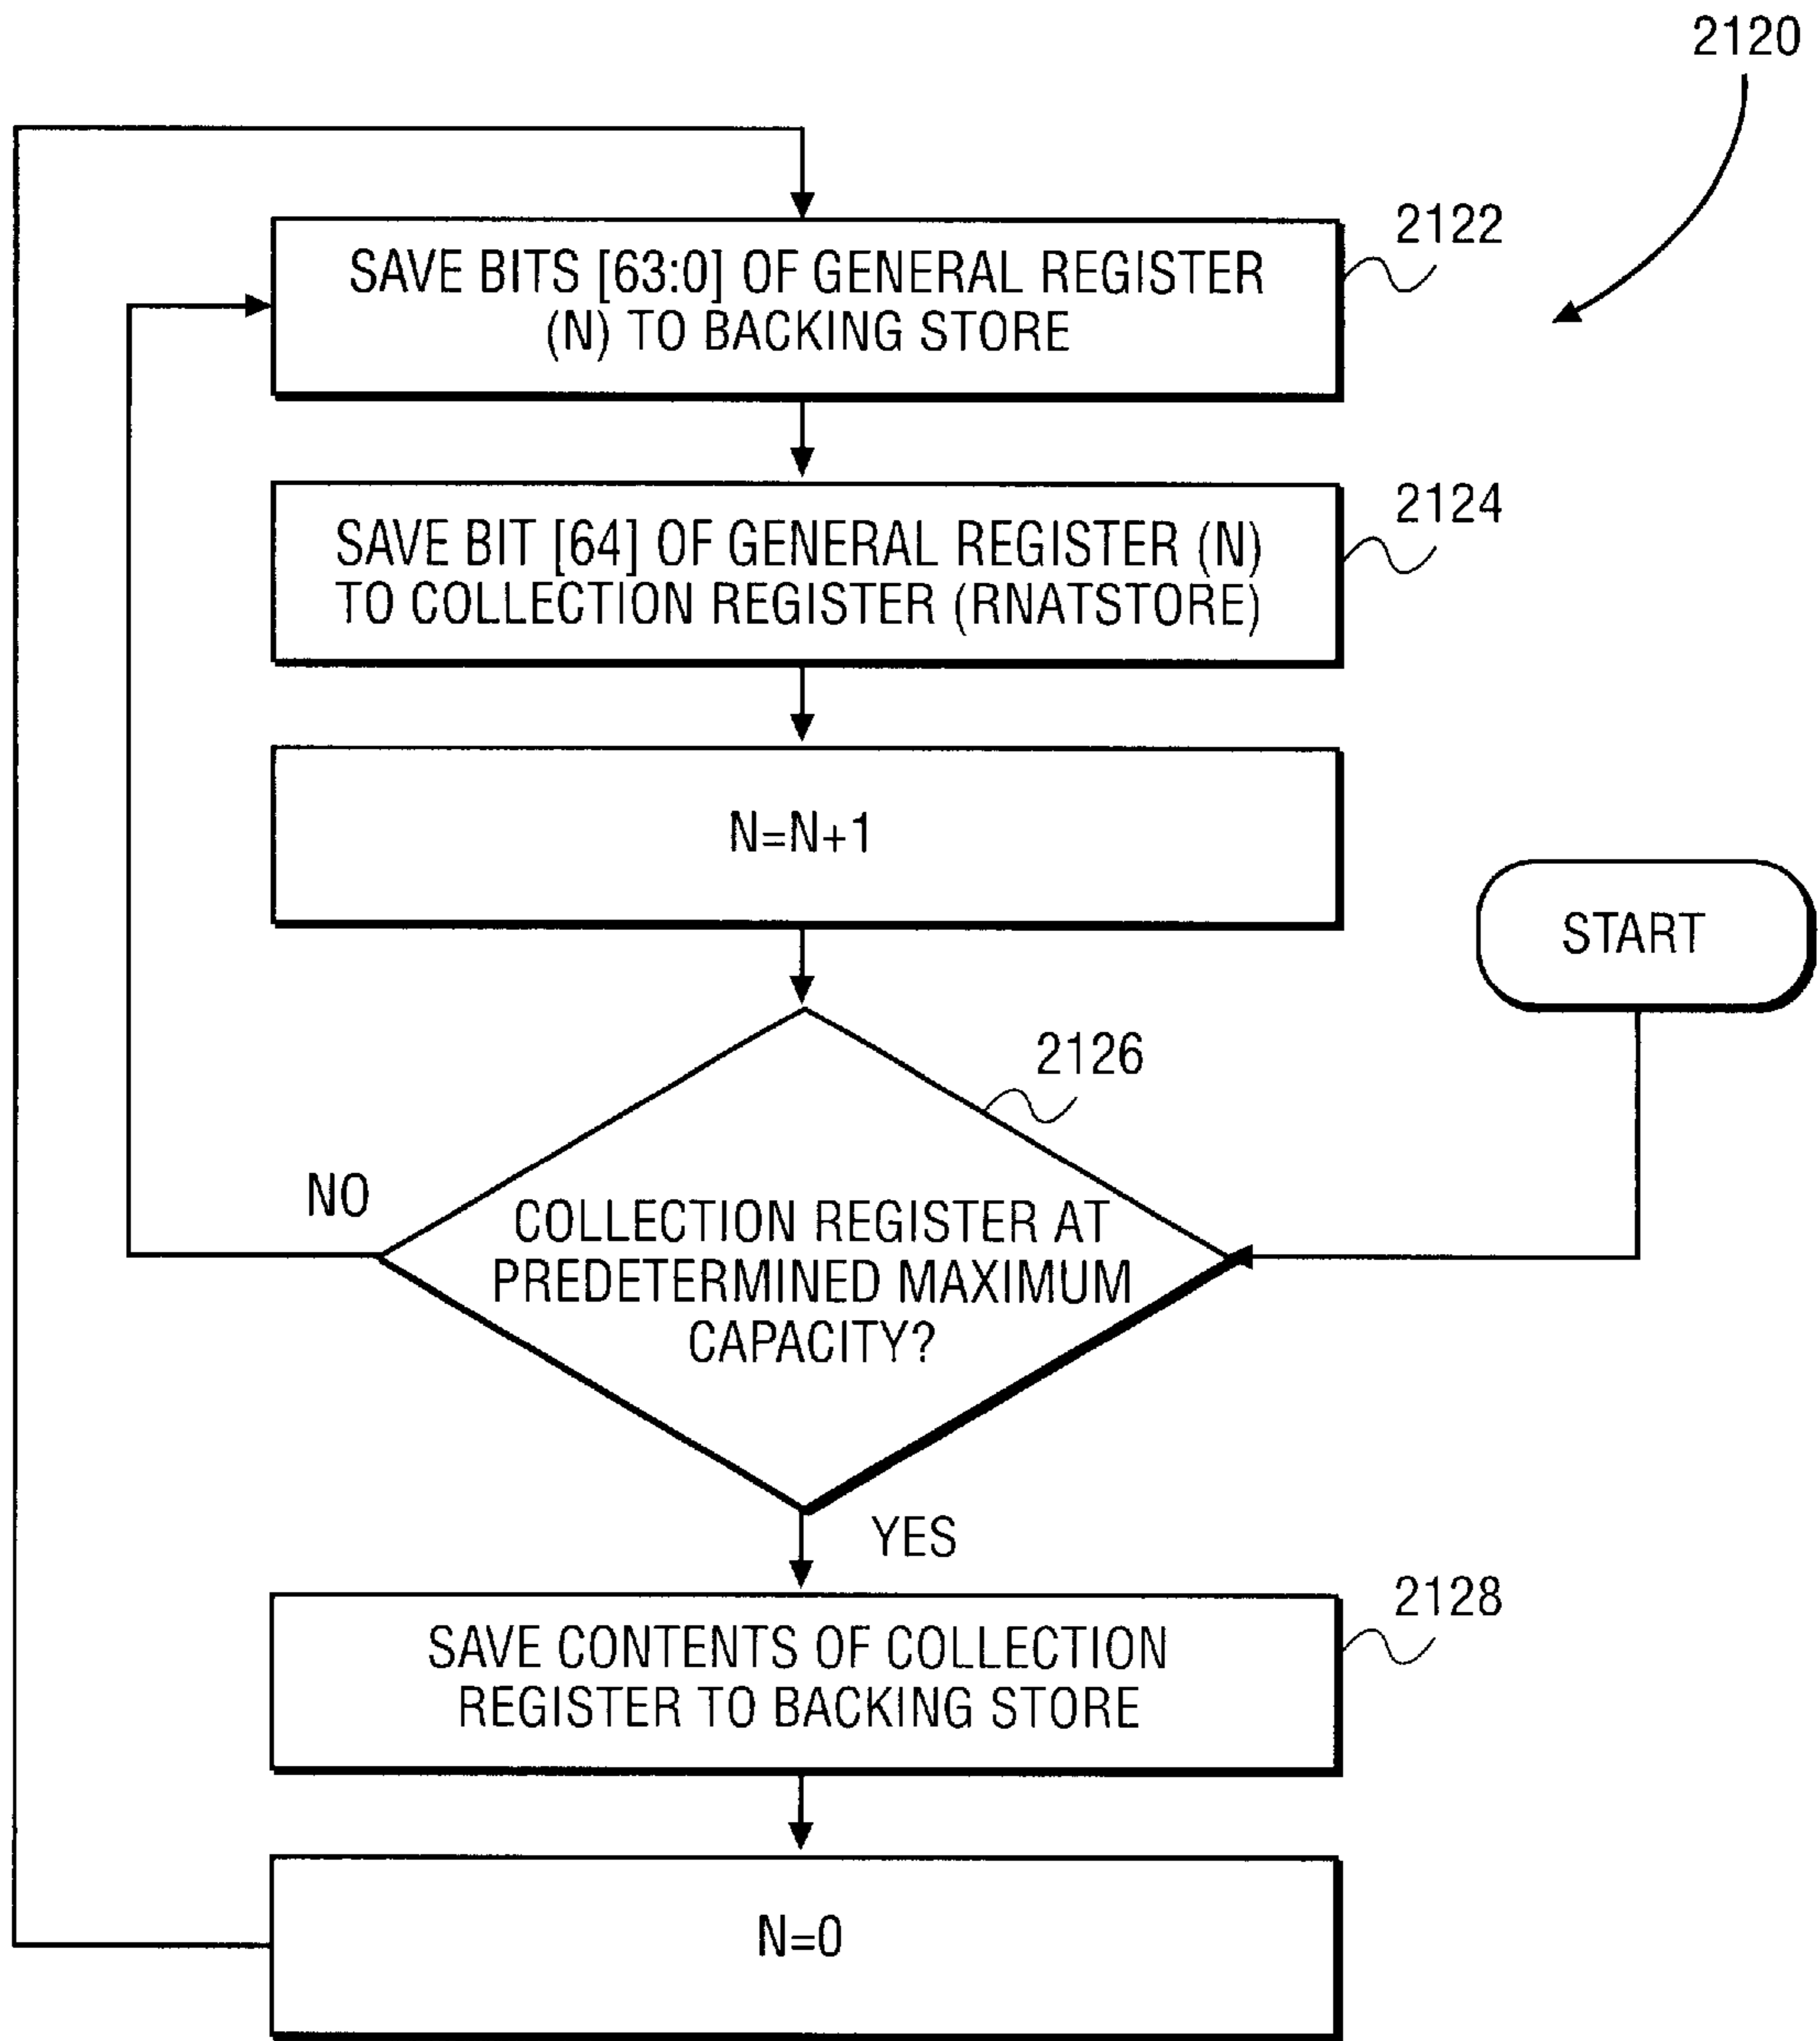 2120
2122
SAVE BITS [63:0] OF GENERAL REGISTER
(N) TO BACKING STORE
2124
SAVE BIT [64] OF GENERAL REGISTER (N)
TO COLLECTION REGISTER (RNATSTORE)
N=N+1
START
2126
NO
COLLECTION REGISTER AT
PREDETERMINED MAXIMUM
CAPACITY?
YES
2128
SAVE CONTENTS OF COLLECTION
REGISTER TO BACKING STORE
N=0